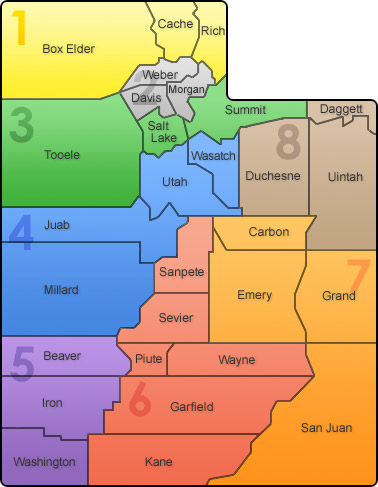 1
Cache
Rich
Box Elder
Weber
2
Morgan
Davis
3
Salt
Lake
Summit
Daggett
Tooele
Wasatch
8
Utah
Duchesne
Uintah
4
Juab
Carbon
Sanpete
7
Millard
Emery
Grand
Sevier
5
Beaver
Piute
Wayne
6
Iron
Garfield
San Juan
Washington
Kane